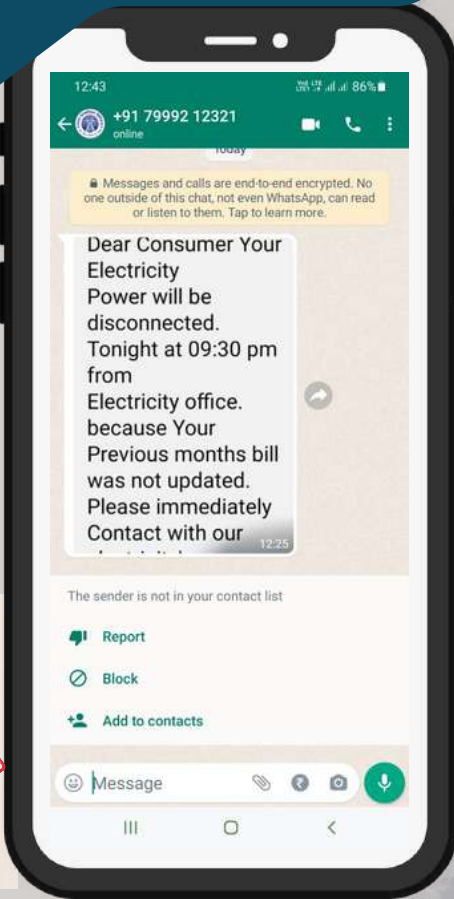 12:43
86%
+91 79992 12321
online
Today
Messages and calls are end-to-end encrypted. No
one outside of this chat, not even WhatsApp, can read
or listen to them. Tap to learn more.
Dear Consumer Your
Electricity
Power will be
disconnected.
Tonight at 09:30 pm
from
Electricity office.
because Your
Previous months bill
was not updated.
Please immediately
Contact with our
12:25
The sender is not in your contact list
Report
Block
Add to contacts
Message